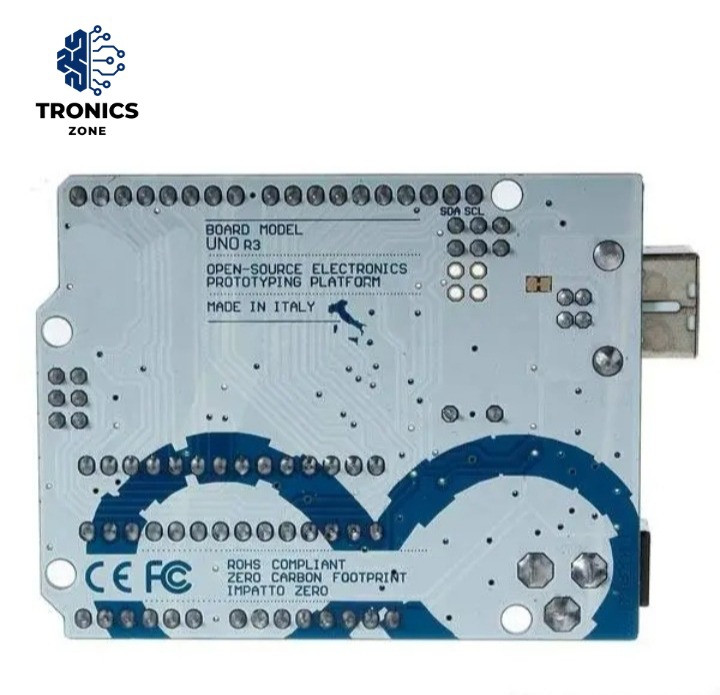 TRONICS
ZONE
SDA SCL
BOARD MODEL
UNO R3
OPEN-SOURCE ELECTRONICS
PROTOTYPING PLATFORM
MADE IN ITALY
CE FC
ROHS COMPLIANT
ZERO CARBON FOOTPRINT
IMPATTO ZERO